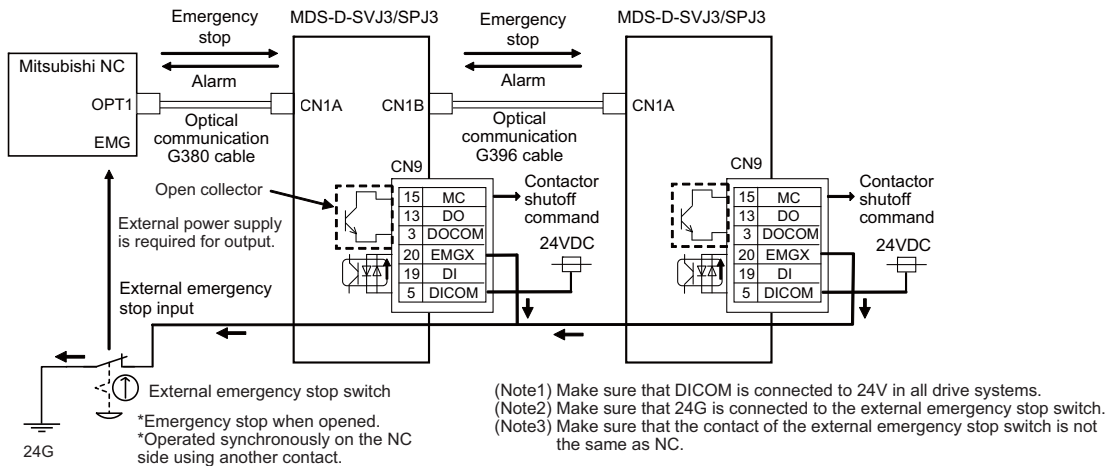 Emergency
stop
Alarm
MDS-D-SVJ3/SPJ3
Emergency
stop
Alarm
MDS-D-SVJ3/SPJ3
Mitsubishi NC
OPT1
EMG
CN1A
CN1B
CN1A
Optical
communication
G380 cable
Optical
communication
G396 cable
CN9
15 MC
13 DO
3 DOCOM
20 EMGX
19 DI
5 DICOM
Contactor
shutoff
command
24VDC
CN9
15 MC
13 DO
3 DOCOM
20 EMGX
19 DI
5 DICOM
Contactor
shutoff
command
24VDC
Open collector
External power supply
is required for output.
External emergency
stop input
External emergency stop switch
*Emergency stop when opened.
*Operated synchronously on the NC
side using another contact.
24G
(Note1) Make sure that DICOM is connected to 24V in all drive systems.
(Note2) Make sure that 24G is connected to the external emergency stop switch.
(Note3) Make sure that the contact of the external emergency stop switch is not
the same as NC.